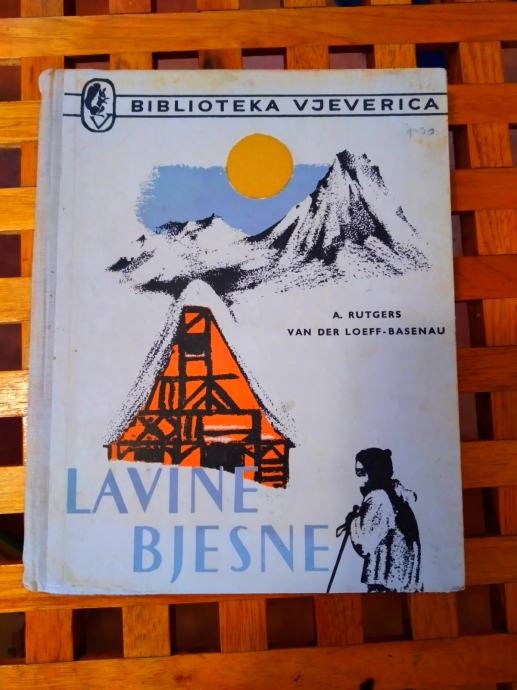 BIBLIOTEKA VJEVERICA
A. RUTGERS
VAN DER LOEFF-BASENAU
LAVINE
BJESNE